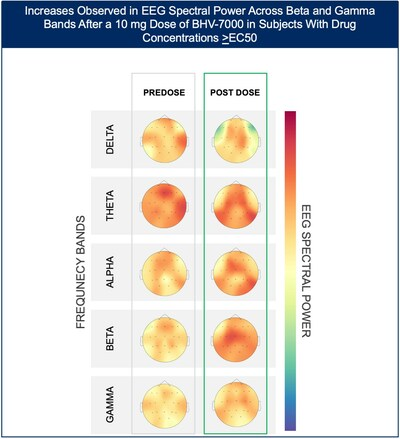 Increases Observed in EEG Spectral Power Across Beta and Gamma
Bands After a 10 mg Dose of BHV-7000 in Subjects With Drug
Concentrations ≥EC50
PREDOSE
POST DOSE
DELTA
THETA
ALPHA
BETA
GAMMA
FREQUNECY BANDS
EEG SPECTRAL POWER